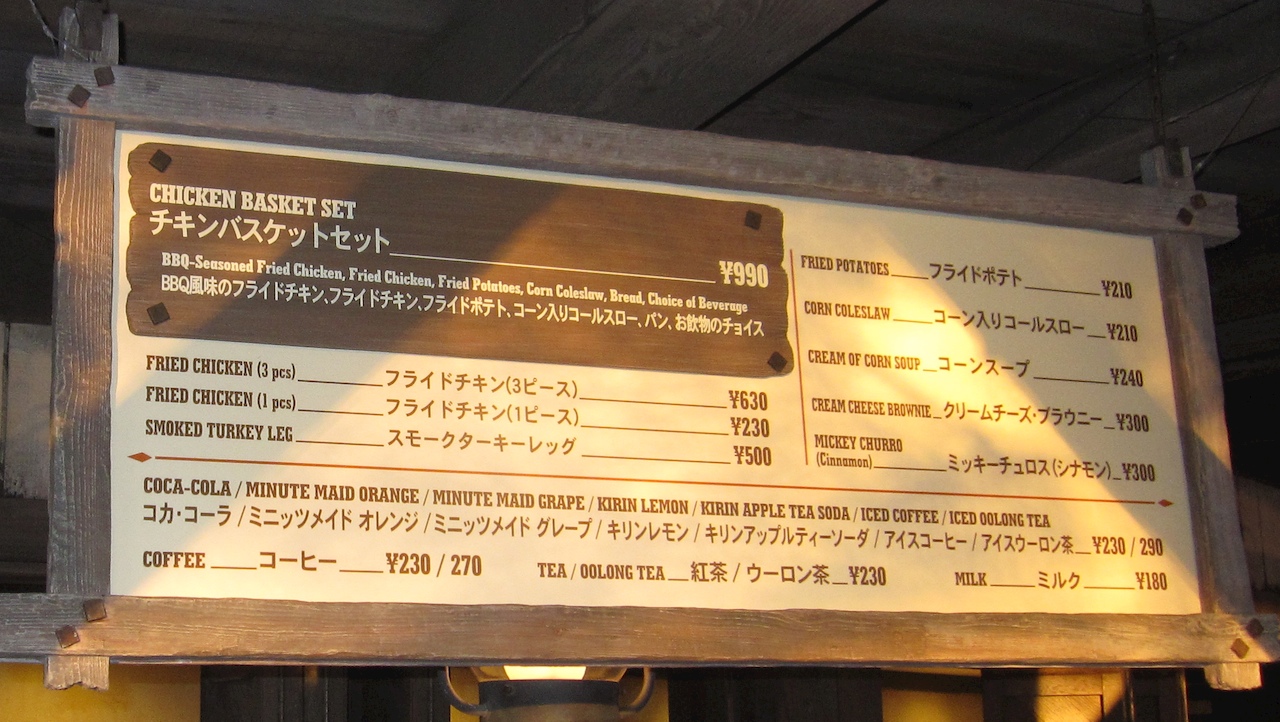 CHICKEN BASKET SET
チキンバスケットセット ¥990
BBQ-Seasoned Fried Chicken, Fried Chicken, Fried Potatoes, Corn Coleslaw, Bread, Choice of Beverage
BBQ風味のフライドチキン、フライドチキン、フライドポテト、コーン入りコールスロー、パン、お飲物のチョイス
FRIED CHICKEN (3 pcs) フライドチキン(3ピース) ¥630
FRIED CHICKEN (1 pcs) フライドチキン(1ピース) ¥230
SMOKED TURKEY LEG スモークターキーレッグ ¥500
FRIED POTATOES フライドポテト ¥210
CORN COLESLAW コーン入りコールスロー ¥210
CREAM OF CORN SOUP コーンスープ ¥240
CREAM CHEESE BROWNIE クリームチーズ・ブラウニー ¥300
MICKEY CHURRO
(Cinnamon) ミッキーチュロス(シナモン) ¥300
COCA-COLA / MINUTE MAID ORANGE / MINUTE MAID GRAPE / KIRIN LEMON / KIRIN APPLE TEA SODA / ICED COFFEE / ICED OOLONG TEA
コカ・コーラ / ミニッツメイド オレンジ / ミニッツメイド グレープ / キリンレモン / キリンアップルティーソーダ / アイスコーヒー / アイスウーロン茶 ¥230 / 290
COFFEE コーヒー ¥230 / 270 TEA / OOLONG TEA 紅茶 / ウーロン茶 ¥230 MILK ミルク ¥180